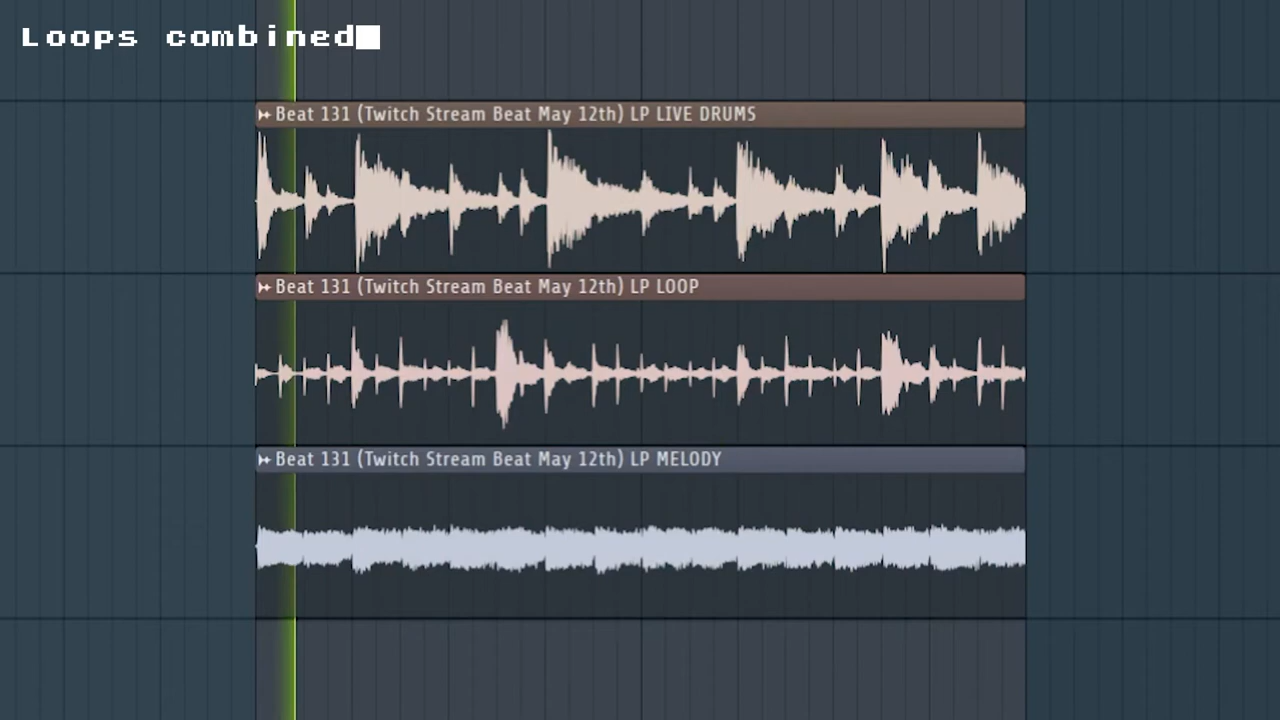 Loops combined
Beat 131 (Twitch Stream Beat May 12th) LP LIVE DRUMS
Beat 131 (Twitch Stream Beat May 12th) LP LOOP
Beat 131 (Twitch Stream Beat May 12th) LP MELODY